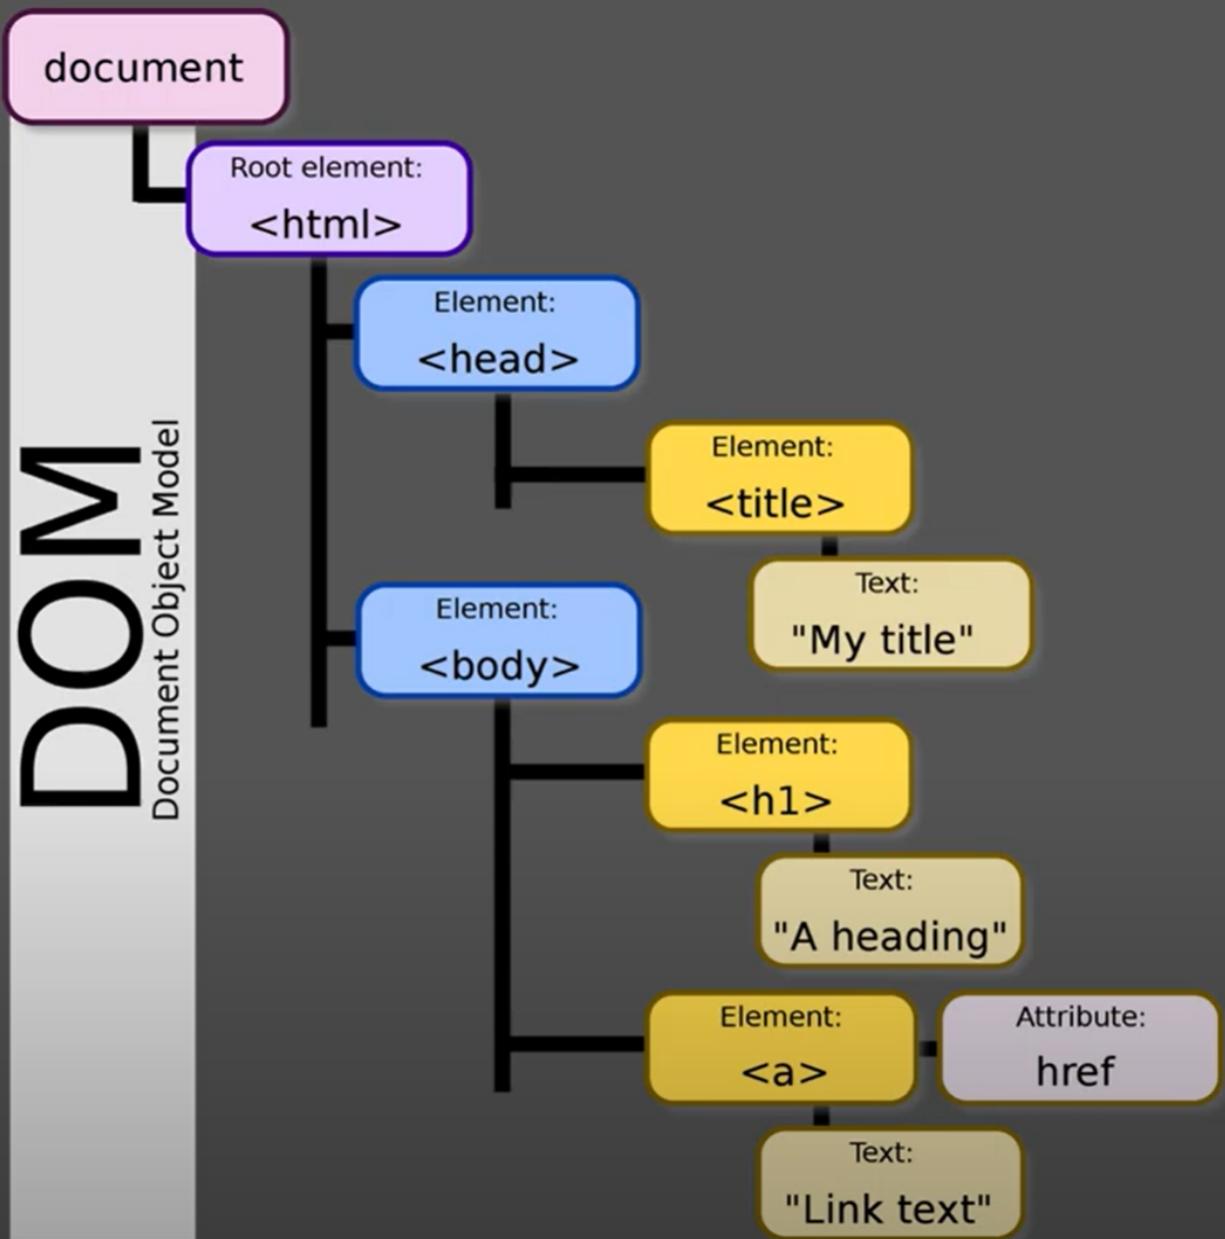 document
Root element:
<html>
Element:
<head>
Element:
<title>
Text:
"My title"
Element:
<body>
Element:
<h1>
Text:
"A heading"
Element:
<a>
Attribute:
href
Text:
"Link text"
DOM
Document Object Model